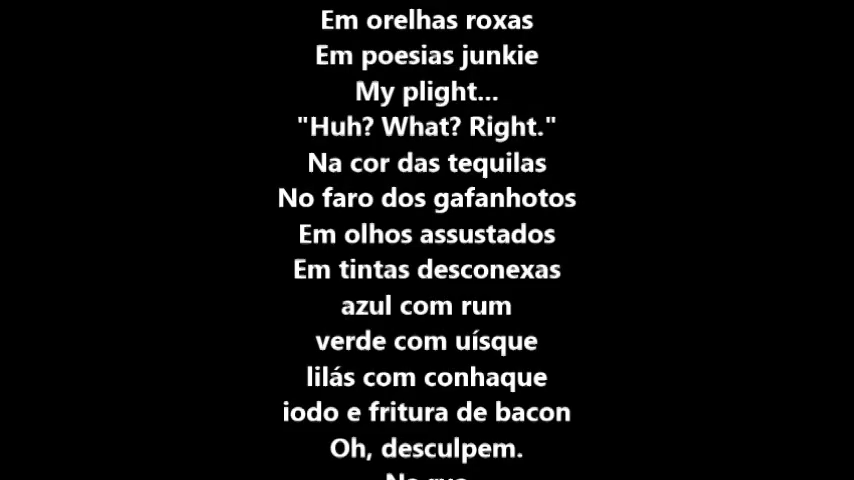 Em orelhas roxas
Em poesias junkie
My plight...
"Huh? What? Right."
Na cor das tequilas
No faro dos gafanhotos
Em olhos assustados
Em tintas desconexas
azul com rum
verde com uísque
lilás com conhaque
iodo e fritura de bacon
Oh, desculpem.